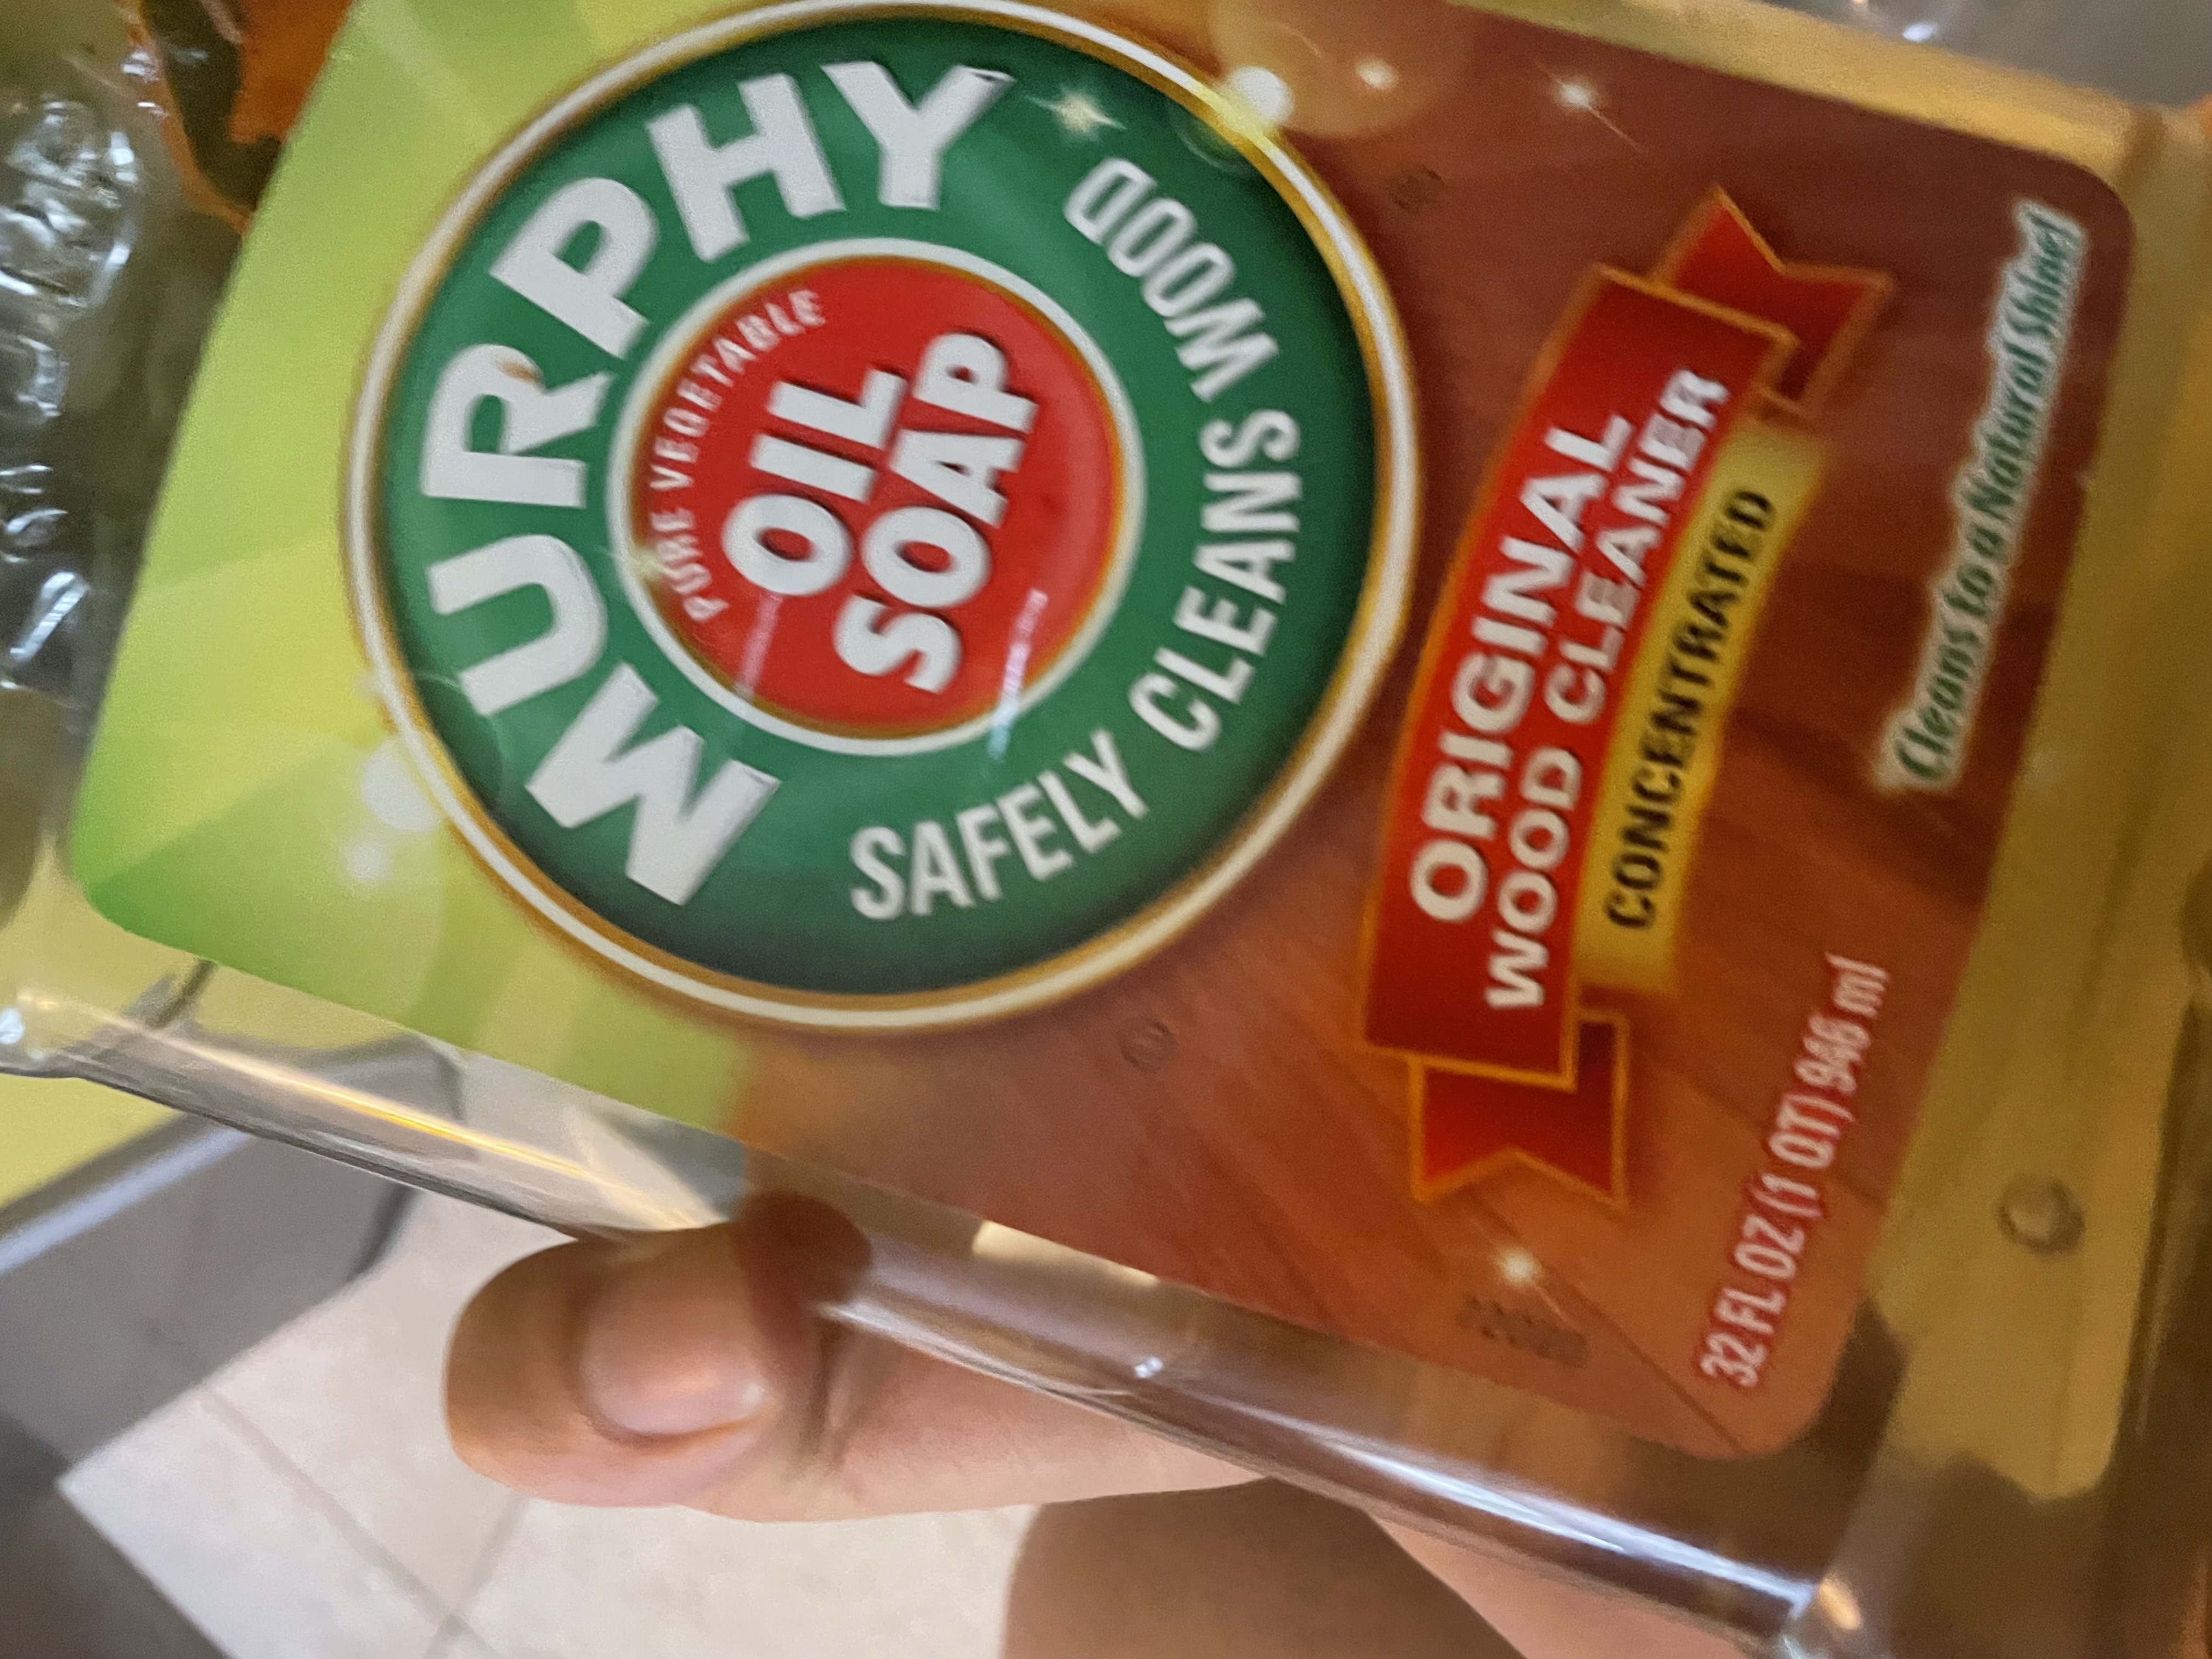 MURPHY
PURE VEGETABLE
OIL
SOAP
SAFELY CLEANS WOOD
ORIGINAL
WOOD CLEANER
CONCENTRATED
32 FL OZ (1 QT) 946 ml
Cleans to a Natural Shine!